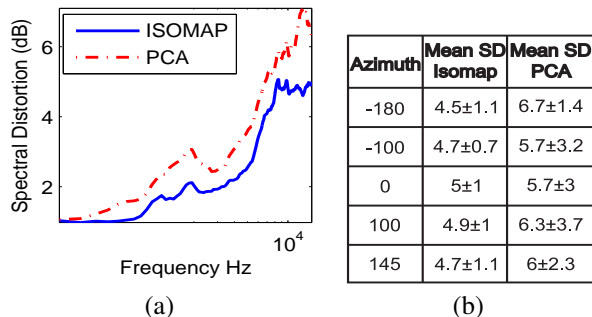 Spectral Distortion (dB)
6
4
2
ISOMAP
PCA
10^4
Frequency Hz
(a)
Azimuth Mean SD Isomap Mean SD PCA
-180 4.5±1.1 6.7±1.4
-100 4.7±0.7 5.7±3.2
0 5±1 5.7±3
100 4.9±1 6.3±3.7
145 4.7±1.1 6±2.3
(b)